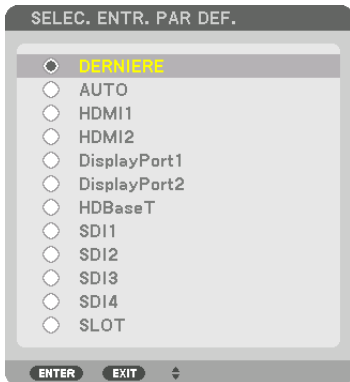 SELEC. ENTR. PAR DEF.
DERNIERE
AUTO
HDMI1
HDMI2
DisplayPort1
DisplayPort2
HDBaseT
SDI1
SDI2
SDI3
SDI4
SLOT
ENTER EXIT